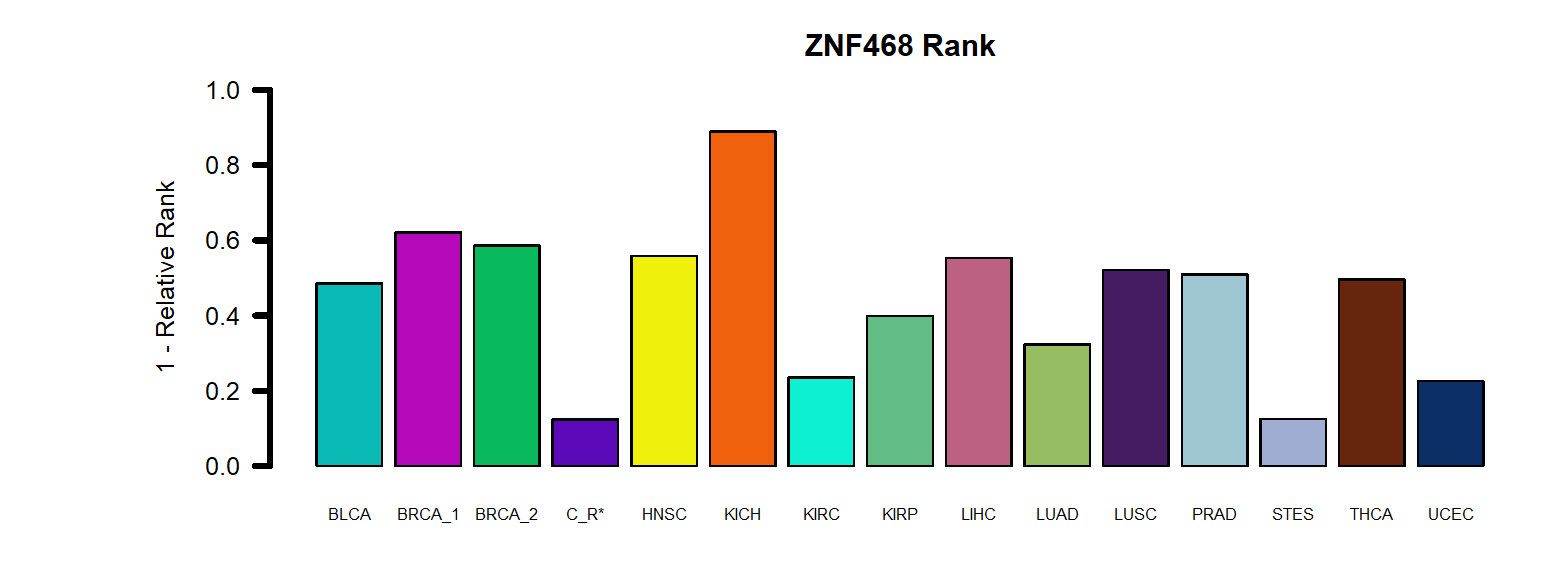 ZNF468 Rank
1 - Relative Rank
1.0
0.8
0.6
0.4
0.2
0.0
BLCA BRCA_1 BRCA_2 C_R* HNSC KICH KIRC KIRP LIHC LUAD LUSC PRAD STES THCA UCEC